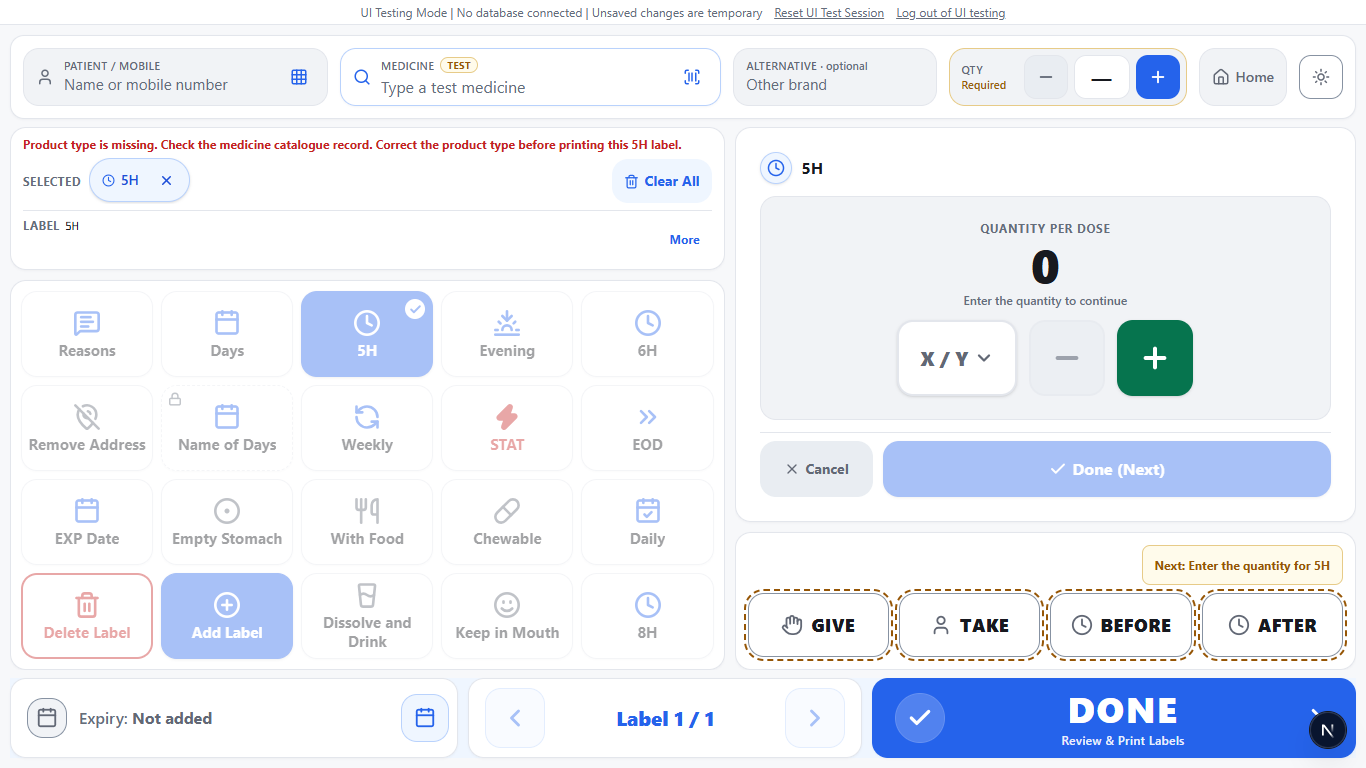 UI Testing Mode | No database connected | Unsaved changes are temporary Reset UI Test Session Log out of UI testing
PATIENT / MOBILE
Name or mobile number
MEDICINE TEST
Type a test medicine
ALTERNATIVE · optional
Other brand
QTY
Required
Home
Product type is missing. Check the medicine catalogue record. Correct the product type before printing this 5H label.
SELECTED 5H
Clear All
LABEL 5H
More
Reasons
Days
5H
Evening
6H
Remove Address
Name of Days
Weekly
STAT
EOD
EXP Date
Empty Stomach
With Food
Chewable
Daily
Delete Label
Add Label
Dissolve and
Drink
Keep in Mouth
8H
5H
QUANTITY PER DOSE
0
Enter the quantity to continue
X / Y
Cancel
Done (Next)
Next: Enter the quantity for 5H
GIVE
TAKE
BEFORE
AFTER
Expiry: Not added
Label 1 / 1
DONE
Review & Print Labels
N